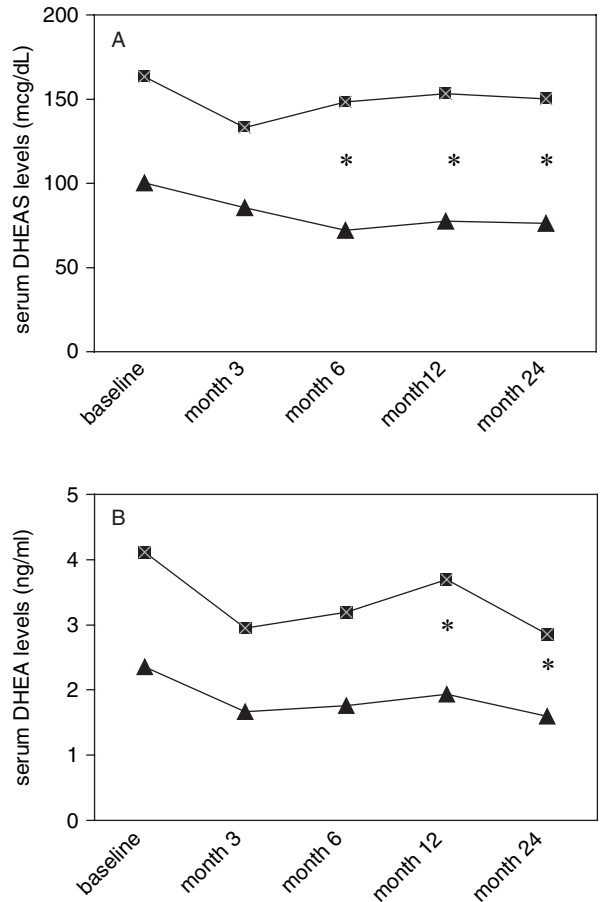 A
serum DHEAS levels (mcg/dL)
200
150
100
50
0
* * *
baseline month 3 month 6 month12 month 24
B
serum DHEA levels (ng/ml)
5
4
3
2
1
0
*
*
baseline month 3 month 6 month 12 month 24